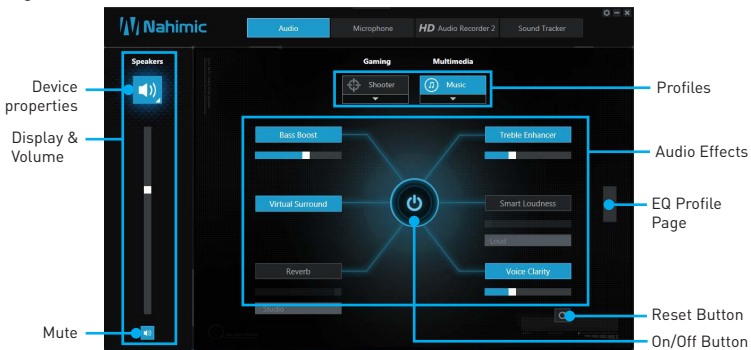 Nahimic
Audio
Microphone
HD Audio Recorder 2
Sound Tracker
Speakers
Gaming
Multimedia
Shooter
Music
Device
properties
Display &
Volume
Mute
Profiles
Audio Effects
EQ Profile
Page
Reset Button
On/Off Button
Bass Boost
Treble Enhancer
Virtual Surround
Smart Loudness
Loud
Reverb
Studio
Voice Clarity